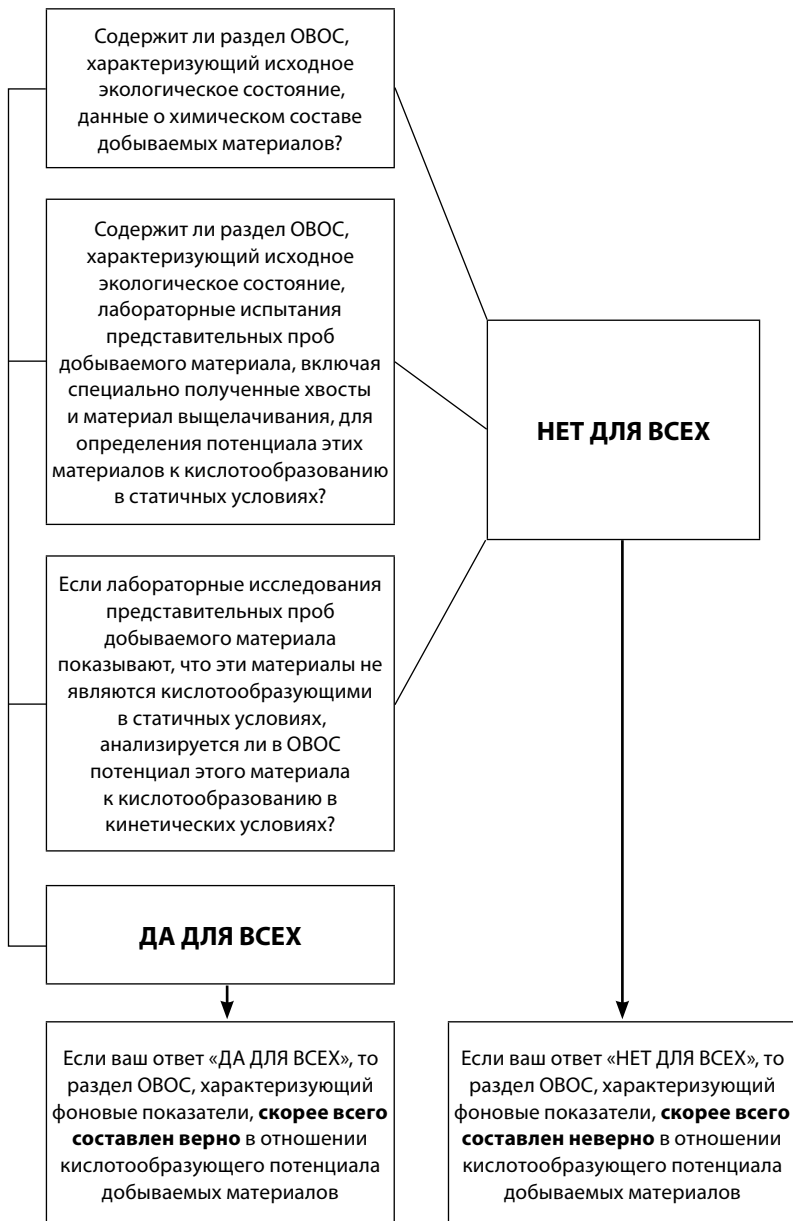 Содержит ли раздел ОВОС,
характеризующий исходное
экологическое состояние,
данные о химическом составе
добываемых материалов?
Содержит ли раздел ОВОС,
характеризующий исходное
экологическое состояние,
лабораторные испытания
представительных проб
добываемого материала, включая
специально полученные хвосты
и материал выщелачивания, для
определения потенциала этих
материалов к кислотообразованию
в статичных условиях?
НЕТ ДЛЯ ВСЕХ
Если лабораторные исследования
представительных проб
добываемого материала
показывают, что эти материалы не
являются кислотообразующими
в статичных условиях,
анализируется ли в ОВОС
потенциал этого материала
к кислотообразованию в
кинетических условиях?
ДА ДЛЯ ВСЕХ
Если ваш ответ «ДА ДЛЯ ВСЕХ», то
раздел ОВОС, характеризующий
фоновые показатели, скорее всего
составлен верно в отношении
кислотообразующего потенциала
добываемых материалов
Если ваш ответ «НЕТ ДЛЯ ВСЕХ», то
раздел ОВОС, характеризующий
фоновые показатели, скорее всего
составлен неверно в отношении
кислотообразующего потенциала
добываемых материалов